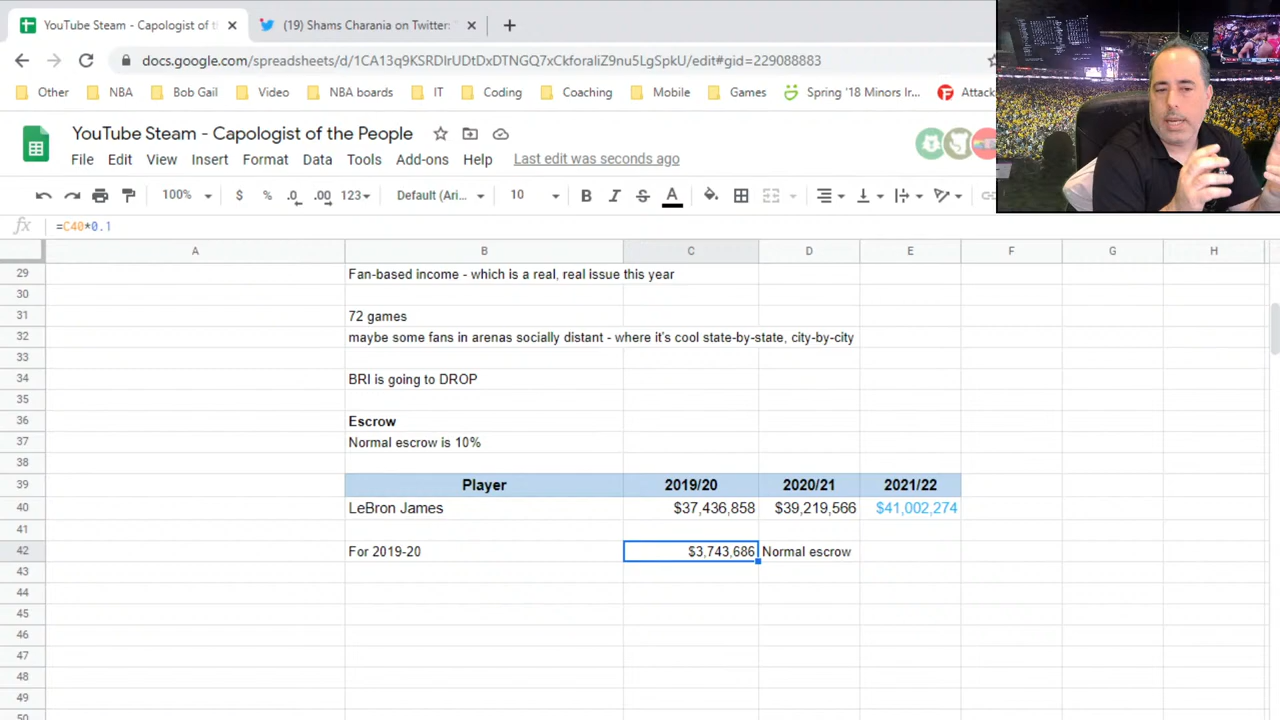 YouTube Steam - Capologist of t
(19) Shams Charania on Twitter:
docs.google.com/spreadsheets/d/1CA13q9KSRDIrUDtDxDTNGQ7xCkforaliZ9nu5LgSpkU/edit#gid=229088883
Other NBA Bob Gail Video NBA boards IT Coding Coaching Mobile Games Spring '18 Minors Ir... Attack
YouTube Steam - Capologist of the People
File Edit View Insert Format Data Tools Add-ons Help Last edit was seconds ago
100% $ % .0 .00 123 Default (Ari... 10 B I S A
fx =C40*0.1
A B C D E F G H
29 Fan-based income - which is a real, real issue this year
30
31 72 games
32 maybe some fans in arenas socially distant - where it's cool state-by-state, city-by-city
33
34 BRI is going to DROP
35
36 Escrow
37 Normal escrow is 10%
38
39 Player 2019/20 2020/21 2021/22
40 LeBron James $37,436,858 $39,219,566 $41,002,274
41
42 For 2019-20 $3,743,686 Normal escrow
43
44
45
46
47
48
49
50